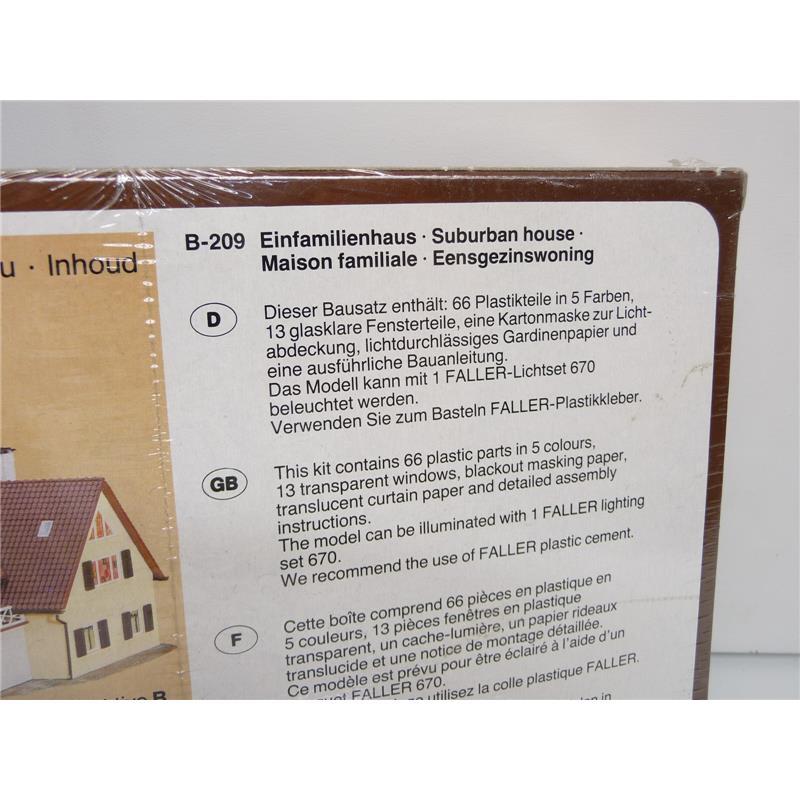 u · Inhoud
B-209 Einfamilienhaus · Suburban house ·
Maison familiale · Eensgezinswoning
D
Dieser Bausatz enthält: 66 Plastikteile in 5 Farben,
13 glasklare Fensterteile, eine Kartonmaske zur Licht-
abdeckung, lichtdurchlässiges Gardinenpapier und
eine ausführliche Bauanleitung.
Das Modell kann mit 1 FALLER-Lichtset 670
beleuchtet werden.
Verwenden Sie zum Basteln FALLER-Plastikkleber.
GB
This kit contains 66 plastic parts in 5 colours,
13 transparent windows, blackout masking paper,
translucent curtain paper and detailed assembly
instructions.
The model can be illuminated with 1 FALLER lighting
set 670.
We recommend the use of FALLER plastic cement.
F
Cette boîte comprend 66 pièces en plastique en
5 couleurs, 13 pièces fenêtres en plastique
transparent, un cache-lumière, un papier rideaux
translucide et une notice de montage détaillée.
Ce modèle est prévu pour être éclairé à l'aide d'un
FALLER 670.
utilisez la colle plastique FALLER.
in
B